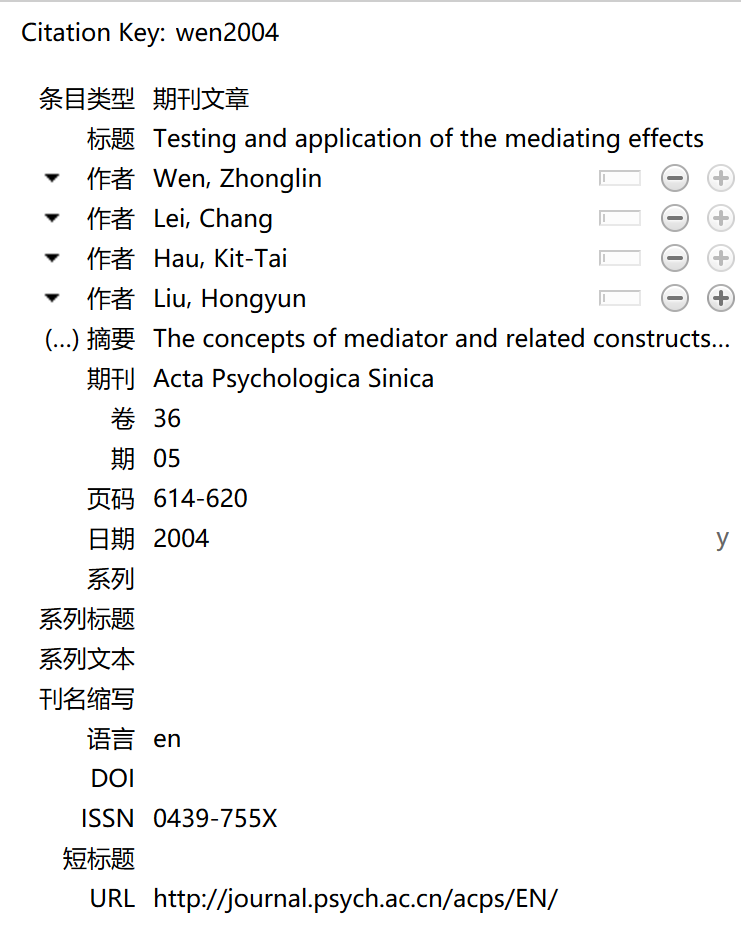 Citation Key: wen2004
条目类型 期刊文章
标题 Testing and application of the mediating effects
作者 Wen, Zhonglin
作者 Lei, Chang
作者 Hau, Kit-Tai
作者 Liu, Hongyun
(...) 摘要 The concepts of mediator and related constructs...
期刊 Acta Psychologica Sinica
卷 36
期 05
页码 614-620
日期 2004 y
系列
系列标题
系列文本
刊名缩写
语言 en
DOI
ISSN 0439-755X
短标题
URL http://journal.psych.ac.cn/acps/EN/